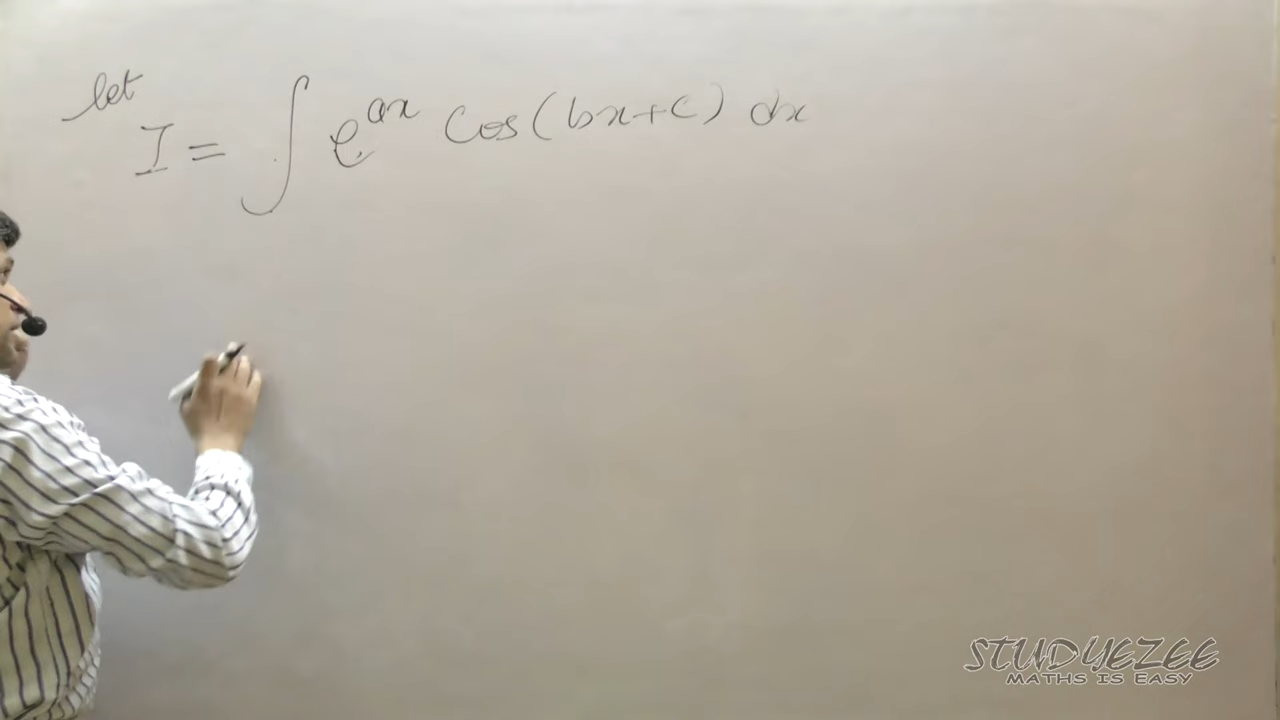 let
I = ∫ e^{ax} cos(bx+c) dx
STUDYEZEE
MATHS IS EASY